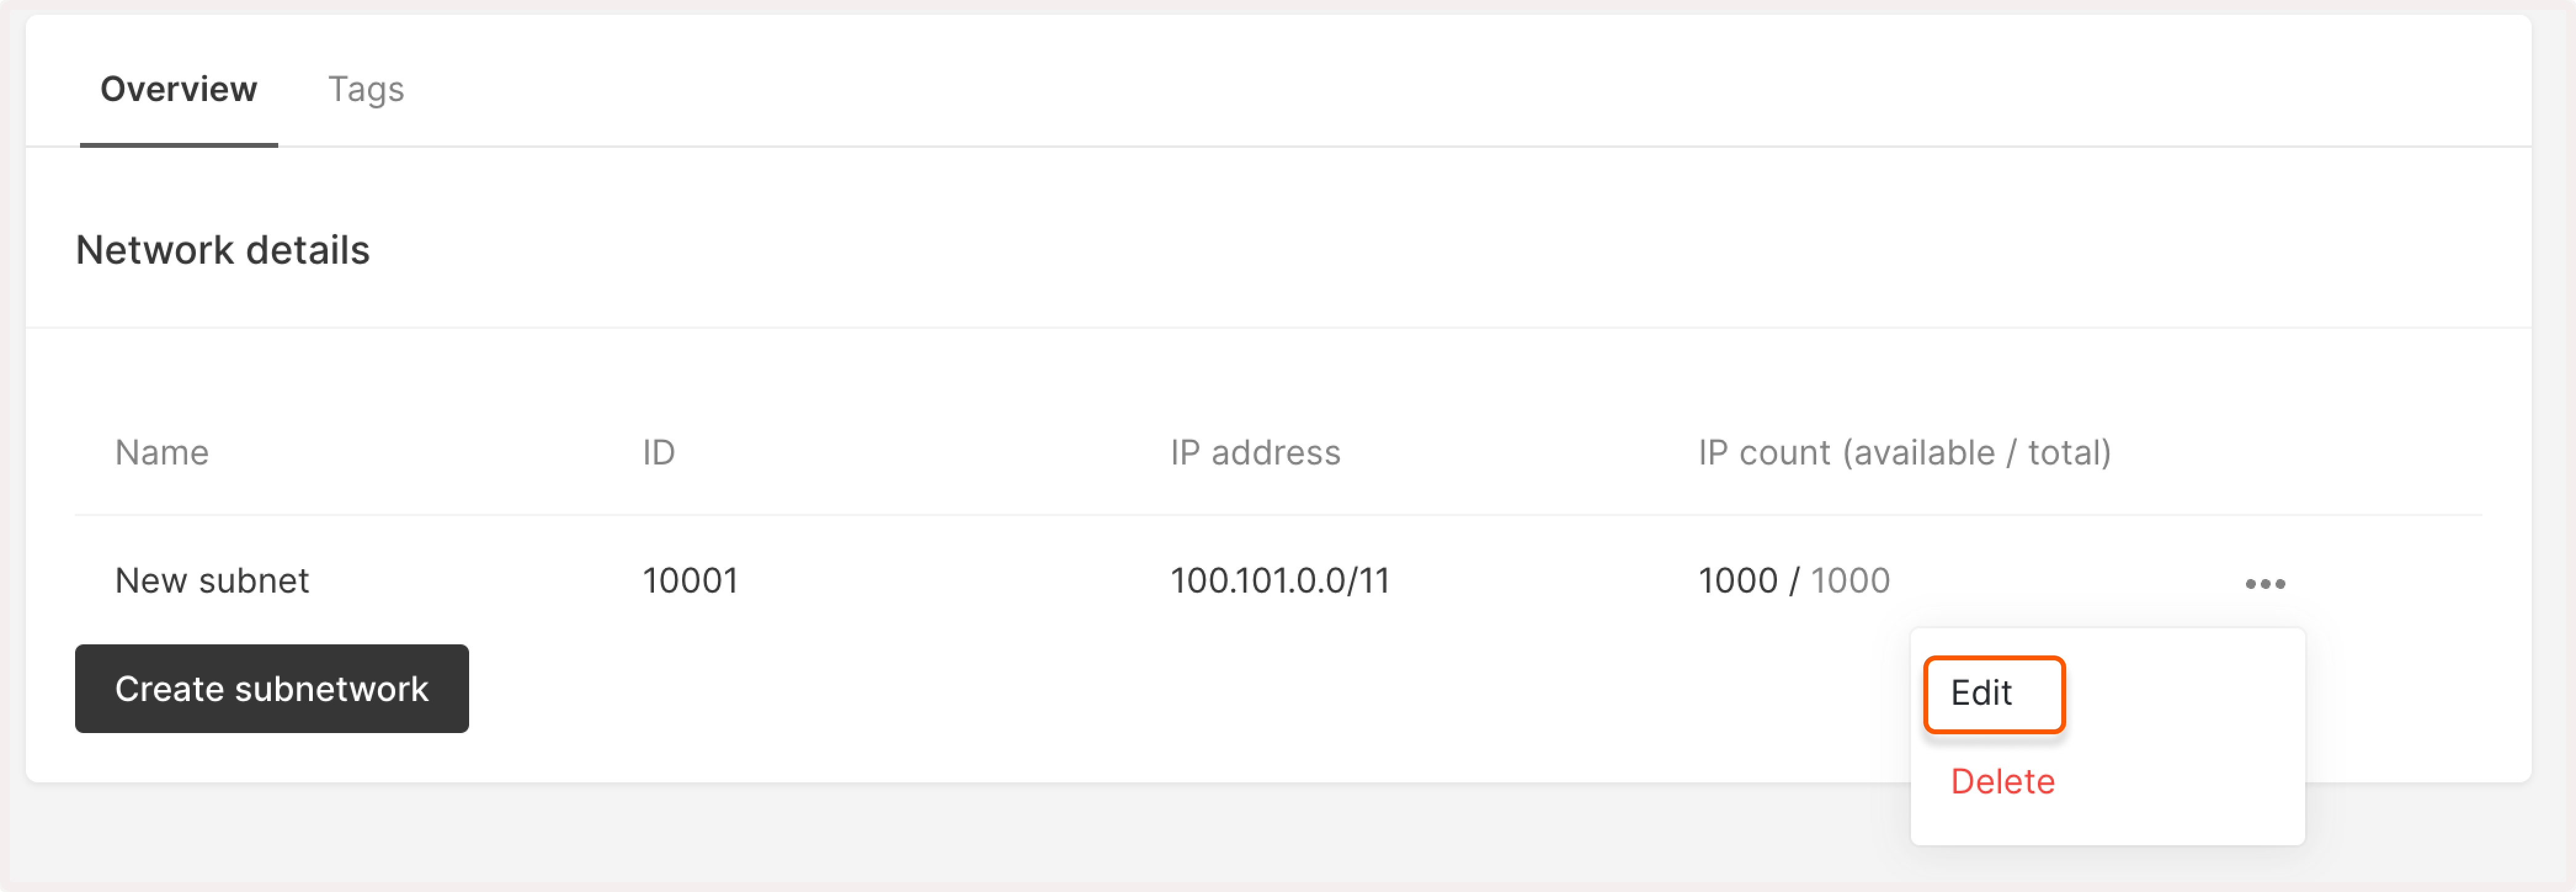 Overview Tags
Network details
Name ID IP address IP count (available / total)
New subnet 10001 100.101.0.0/11 1000 / 1000
Create subnetwork
Edit
Delete